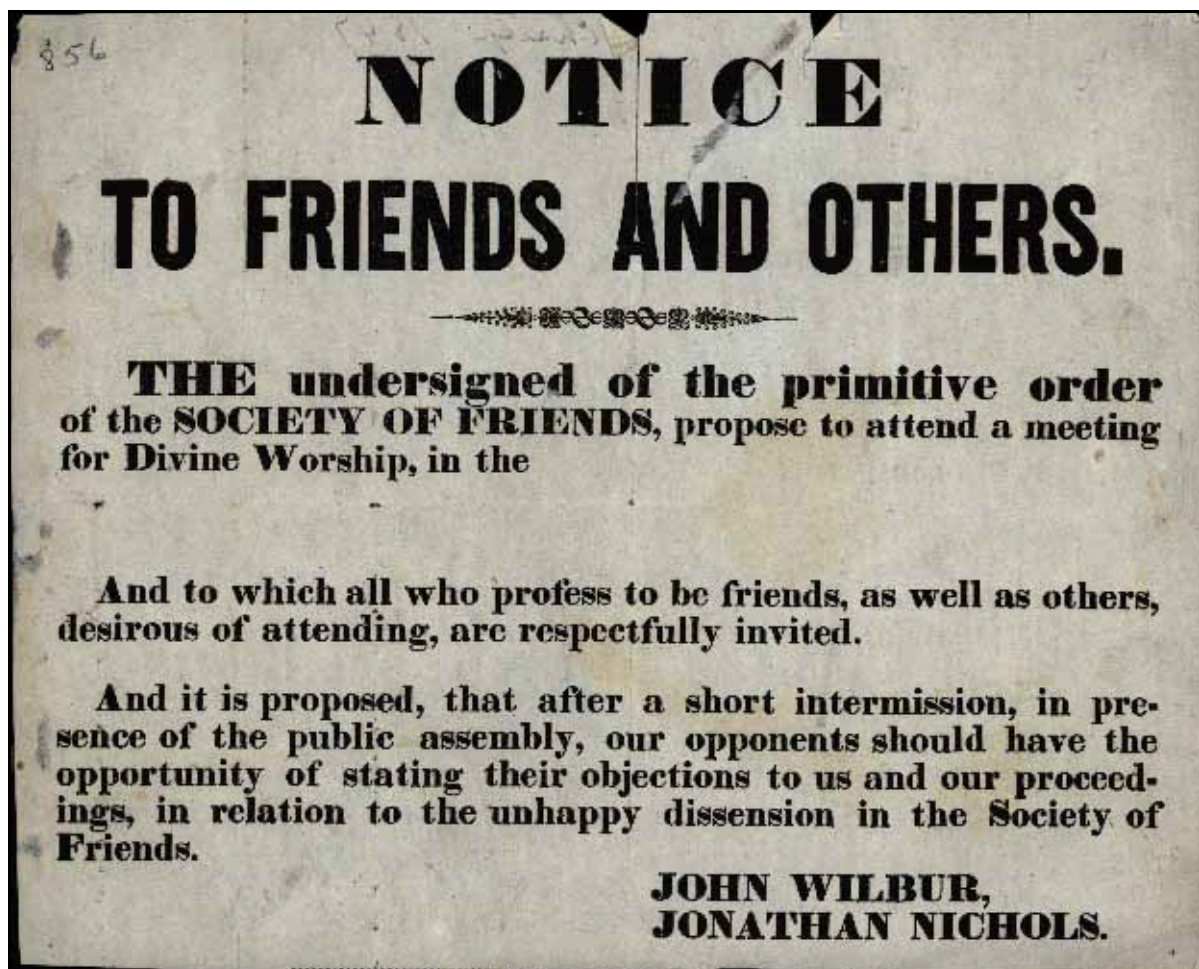 856
NOTICE
TO FRIENDS AND OTHERS.
THE undersigned of the primitive order
of the SOCIETY OF FRIENDS, propose to attend a meeting
for Divine Worship, in the
And to which all who profess to be friends, as well as others,
desirous of attending, are respectfully invited.
And it is proposed, that after a short intermission, in pre-
sence of the public assembly, our opponents should have the
opportunity of stating their objections to us and our proceed-
ings, in relation to the unhappy dissension in the Society of
Friends.
JOHN WILBUR,
JONATHAN NICHOLS.